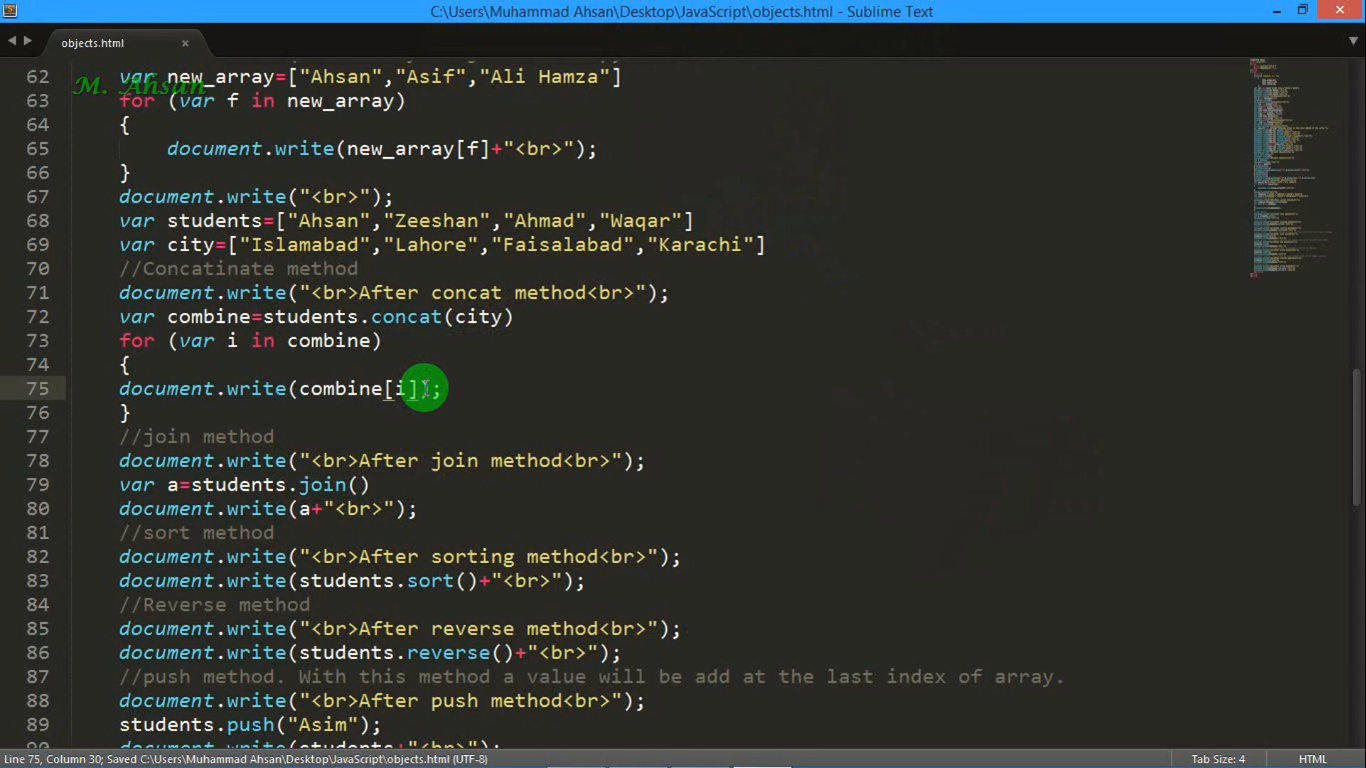 C:\Users\Muhammad Ahsan\Desktop\JavaScript\objects.html - Sublime Text
objects.html
M. Ahsan
62 var new_array=["Ahsan","Asif","Ali Hamza"]
63 for (var f in new_array)
64 {
65 document.write(new_array[f]+"<br>");
66 }
67 document.write("<br>");
68 var students=["Ahsan","Zeeshan","Ahmad","Waqar"]
69 var city=["Islamabad","Lahore","Faisalabad","Karachi"]
70 //Concatinate method
71 document.write("<br>After concat method<br>");
72 var combine=students.concat(city)
73 for (var i in combine)
74 {
75 document.write(combine[i]);
76 }
77 //join method
78 document.write("<br>After join method<br>");
79 var a=students.join()
80 document.write(a+"<br>");
81 //sort method
82 document.write("<br>After sorting method<br>");
83 document.write(students.sort()+"<br>");
84 //Reverse method
85 document.write("<br>After reverse method<br>");
86 document.write(students.reverse()+"<br>");
87 //push method. With this method a value will be add at the last index of array.
88 document.write("<br>After push method<br>");
89 students.push("Asim");
90 document.write(students+"<br>");
Line 75, Column 30; Saved C:\Users\Muhammad Ahsan\Desktop\JavaScript\objects.html (UTF-8)
Tab Size: 4
HTML